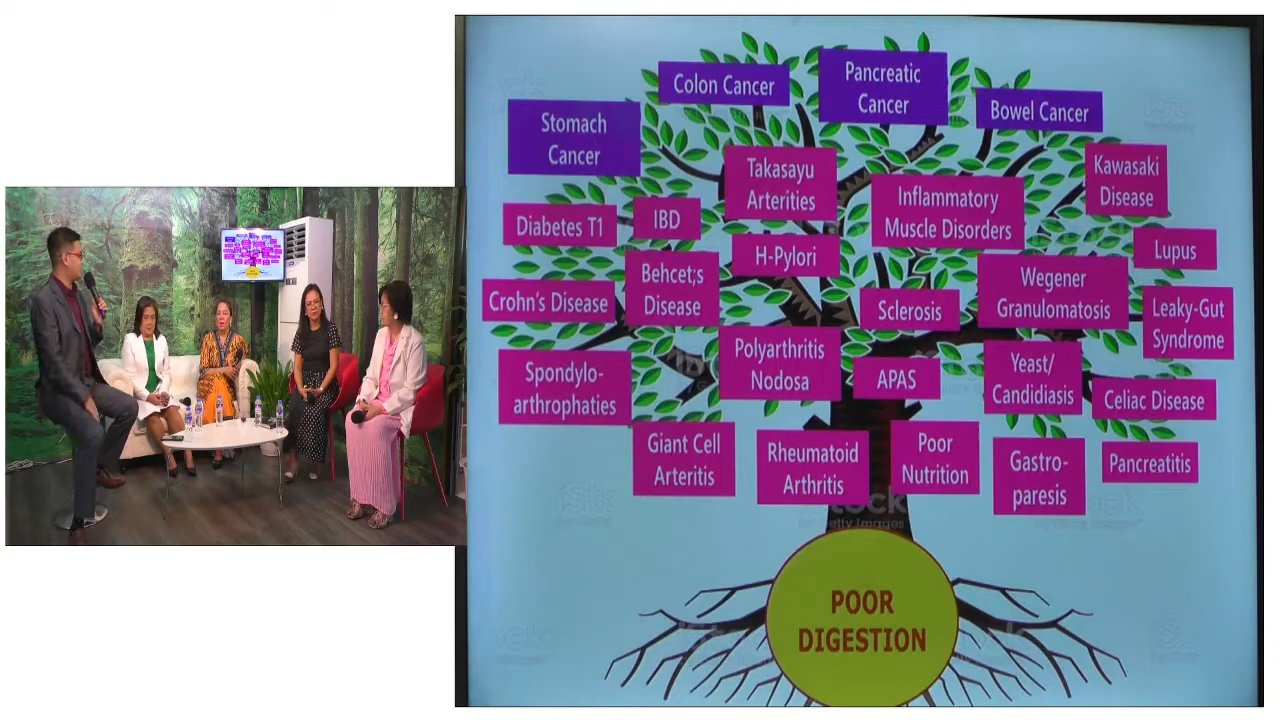 Colon Cancer
Pancreatic
Cancer
Bowel Cancer
Stomach
Cancer
Takasayu
Arterities
Kawasaki
Disease
Inflammatory
Muscle Disorders
Diabetes T1
IBD
H-Pylori
Lupus
Behcet;s
Disease
Wegener
Granulomatosis
Crohn's Disease
Sclerosis
Leaky-Gut
Syndrome
Polyarthritis
Nodosa
Spondylo-
arthrophaties
APAS
Yeast/
Candidiasis
Celiac Disease
Giant Cell
Arteritis
Rheumatoid
Arthritis
Poor
Nutrition
Gastro-
paresis
Pancreatitis
POOR
DIGESTION